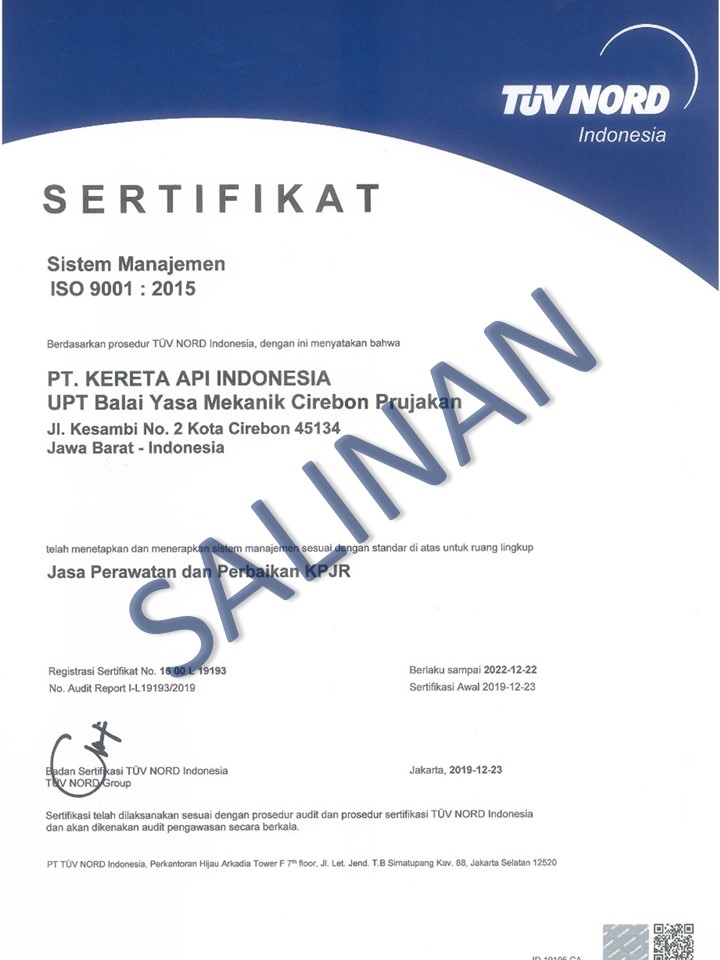 TÜV NORD
Indonesia
SERTIFIKAT
Sistem Manajemen
ISO 9001 : 2015
Berdasarkan prosedur TÜV NORD Indonesia, dengan ini menyatakan bahwa
PT. KERETA API INDONESIA
UPT Balai Yasa Mekanik Cirebon Prujakan
Jl. Kesambi No. 2 Kota Cirebon 45134
Jawa Barat - Indonesia
SALINAN
telah menetapkan dan menerapkan sistem manajemen sesuai dengan standar di atas untuk ruang lingkup
Jasa Perawatan dan Perbaikan KPJR
Registrasi Sertifikat No. 16 00 L 19193
Berlaku sampai 2022-12-22
No. Audit Report I-L19193/2019
Sertifikasi Awal 2019-12-23
Badan Sertifikasi TÜV NORD Indonesia
Jakarta, 2019-12-23
TÜV NORD Group
Sertifikasi telah dilaksanakan sesuai dengan prosedur audit dan prosedur sertifikasi TÜV NORD Indonesia
dan akan dikenakan audit pengawasan secara berkala.
PT TÜV NORD Indonesia, Perkantoran Hijau Arkadia Tower F 7th floor, Jl. Let. Jend. T.B Simatupang Kav. 88, Jakarta Selatan 12520